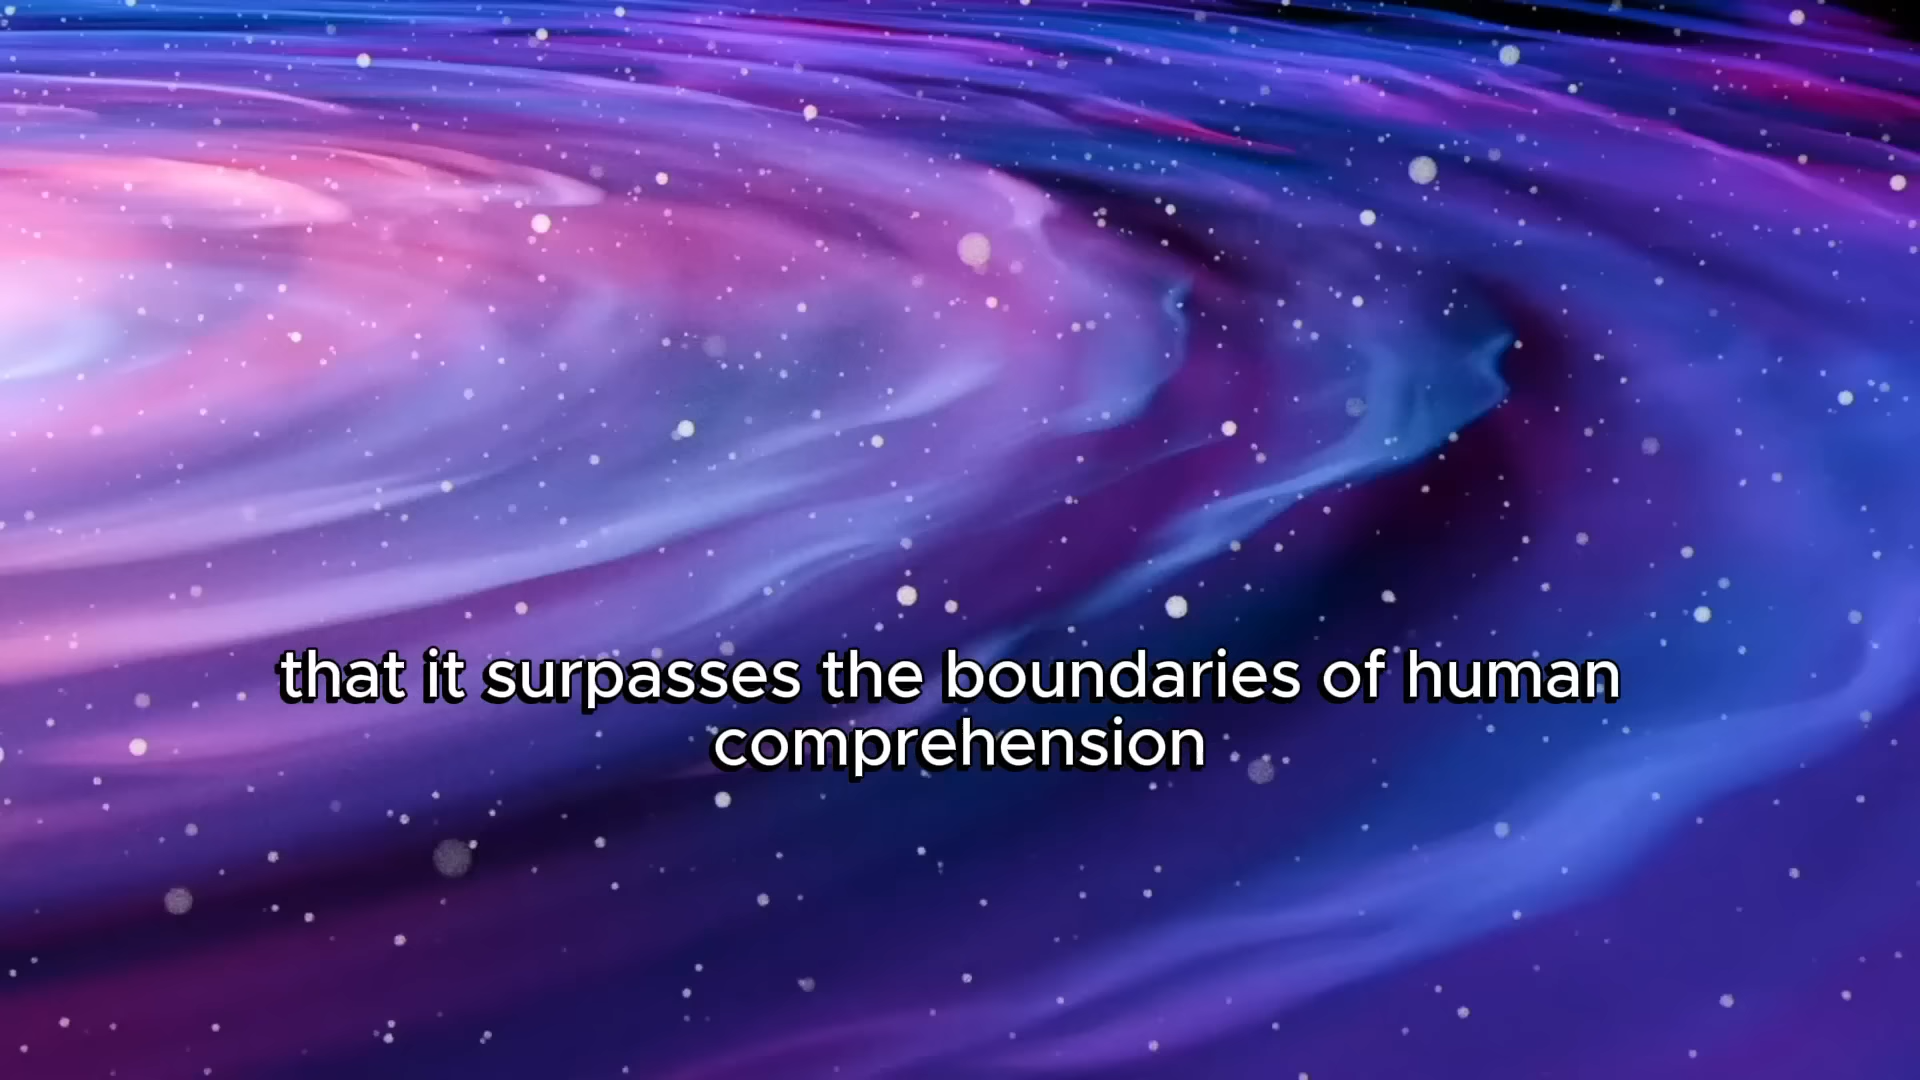 that it surpasses the boundaries of human
comprehension